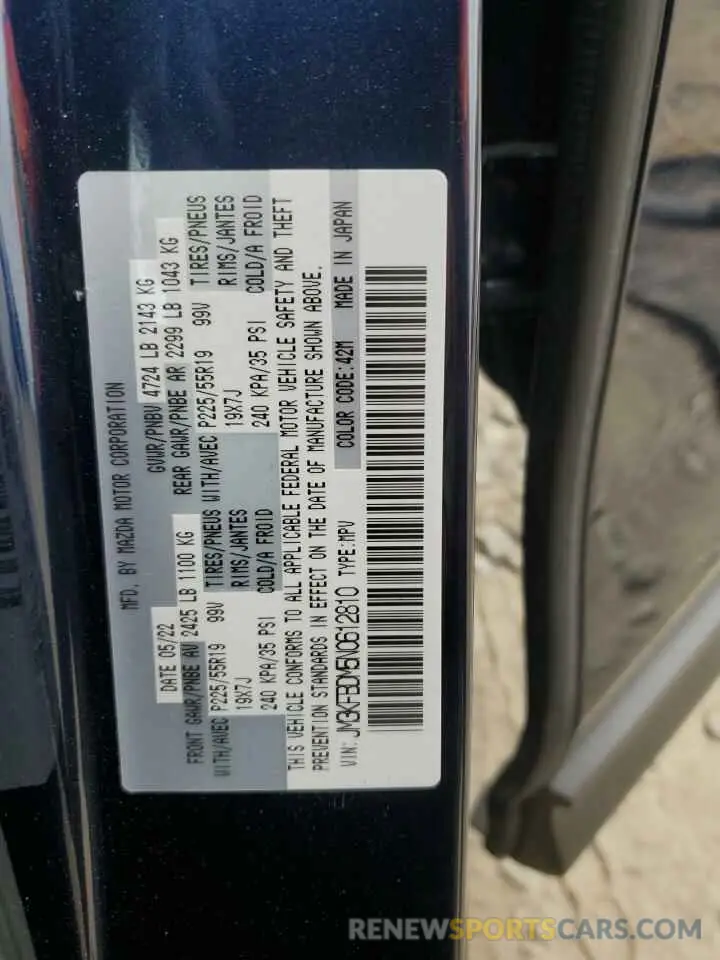 MFD. BY MAZDA MOTOR CORPORATION
DATE 05/22 GVWR/PNBV 4724 LB 2143 KG
FRONT GAWR/PNBE AV 2425 LB 1100 KG REAR GAWR/PNBE AR 2299 LB 1043 KG
WITH/AVEC P225/55R19 99V TIRES/PNEUS WITH/AVEC P225/55R19 99V TIRES/PNEUS
19X7J RIMS/JANTES 19X7J RIMS/JANTES
240 KPA/35 PSI COLD/A FROID 240 KPA/35 PSI COLD/A FROID
THIS VEHICLE CONFORMS TO ALL APPLICABLE FEDERAL MOTOR VEHICLE SAFETY AND THEFT
PREVENTION STANDARDS IN EFFECT ON THE DATE OF MANUFACTURE SHOWN ABOVE.
VIN: JM3KFBDM5N0612810 TYPE:MPV COLOR CODE:42M MADE IN JAPAN
RENEWSPORTSCARS.COM